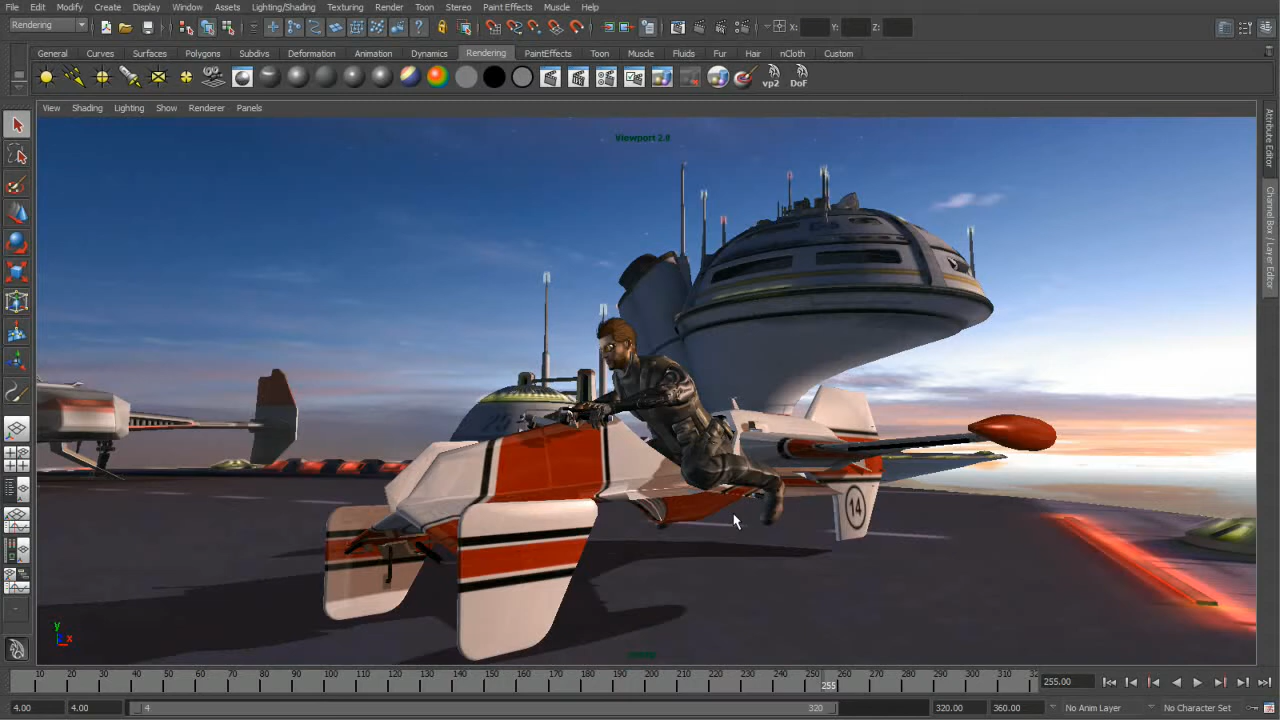 File Edit Modify Create Display Window Assets Lighting/Shading Texturing Render Toon Stereo Paint Effects Muscle Help
Rendering X: Y: Z:
General Curves Surfaces Polygons Subdivs Deformation Animation Dynamics Rendering PaintEffects Toon Muscle Fluids Fur Hair nCloth Custom
vp2 DoF
View Shading Lighting Show Renderer Panels
Viewport 2.0
Attribute Editor
Channel Box / Layer Editor
14
y
x
persp
10 20 30 40 50 60 70 80 90 100 110 120 130 140 150 160 170 180 190 200 210 220 230 240 250 260 270 280 290 300 310
255
255.00
4.00 4.00 4 320 320.00 360.00 No Anim Layer No Character Set